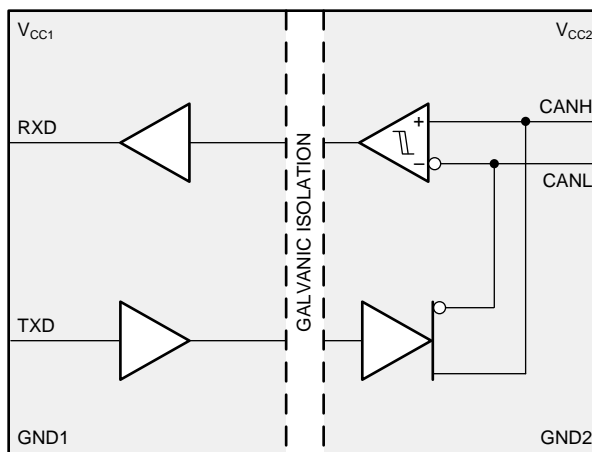 VCC1
VCC2
RXD
+
CANH
−
CANL
GALVANIC ISOLATION
TXD
GND1
GND2